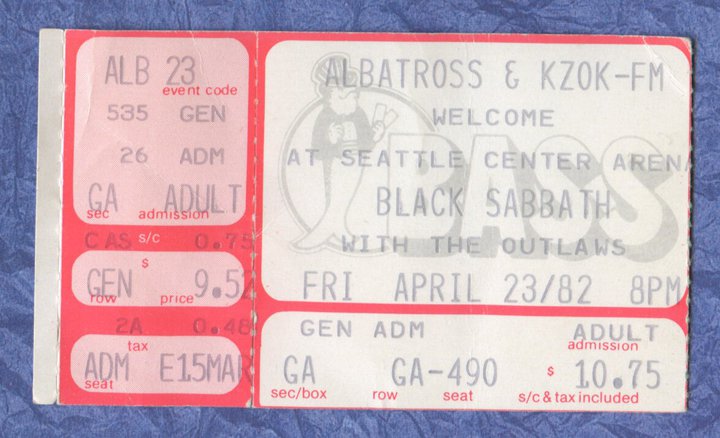 ALB 23
event code
535 GEN
26 ADM
GA ADULT
sec admission
CAS s/c 0.75
$
GEN 9.52
row price
2A 0.48
tax
ADM E15MAR
seat
ALBATROSS & KZOK-FM
WELCOME
AT SEATTLE CENTER ARENA
BASS
BLACK SABBATH
WITH THE OUTLAWS
FRI APRIL 23/82 8PM
GEN ADM ADULT
admission
GA GA-490 $ 10.75
sec/box row seat s/c & tax included